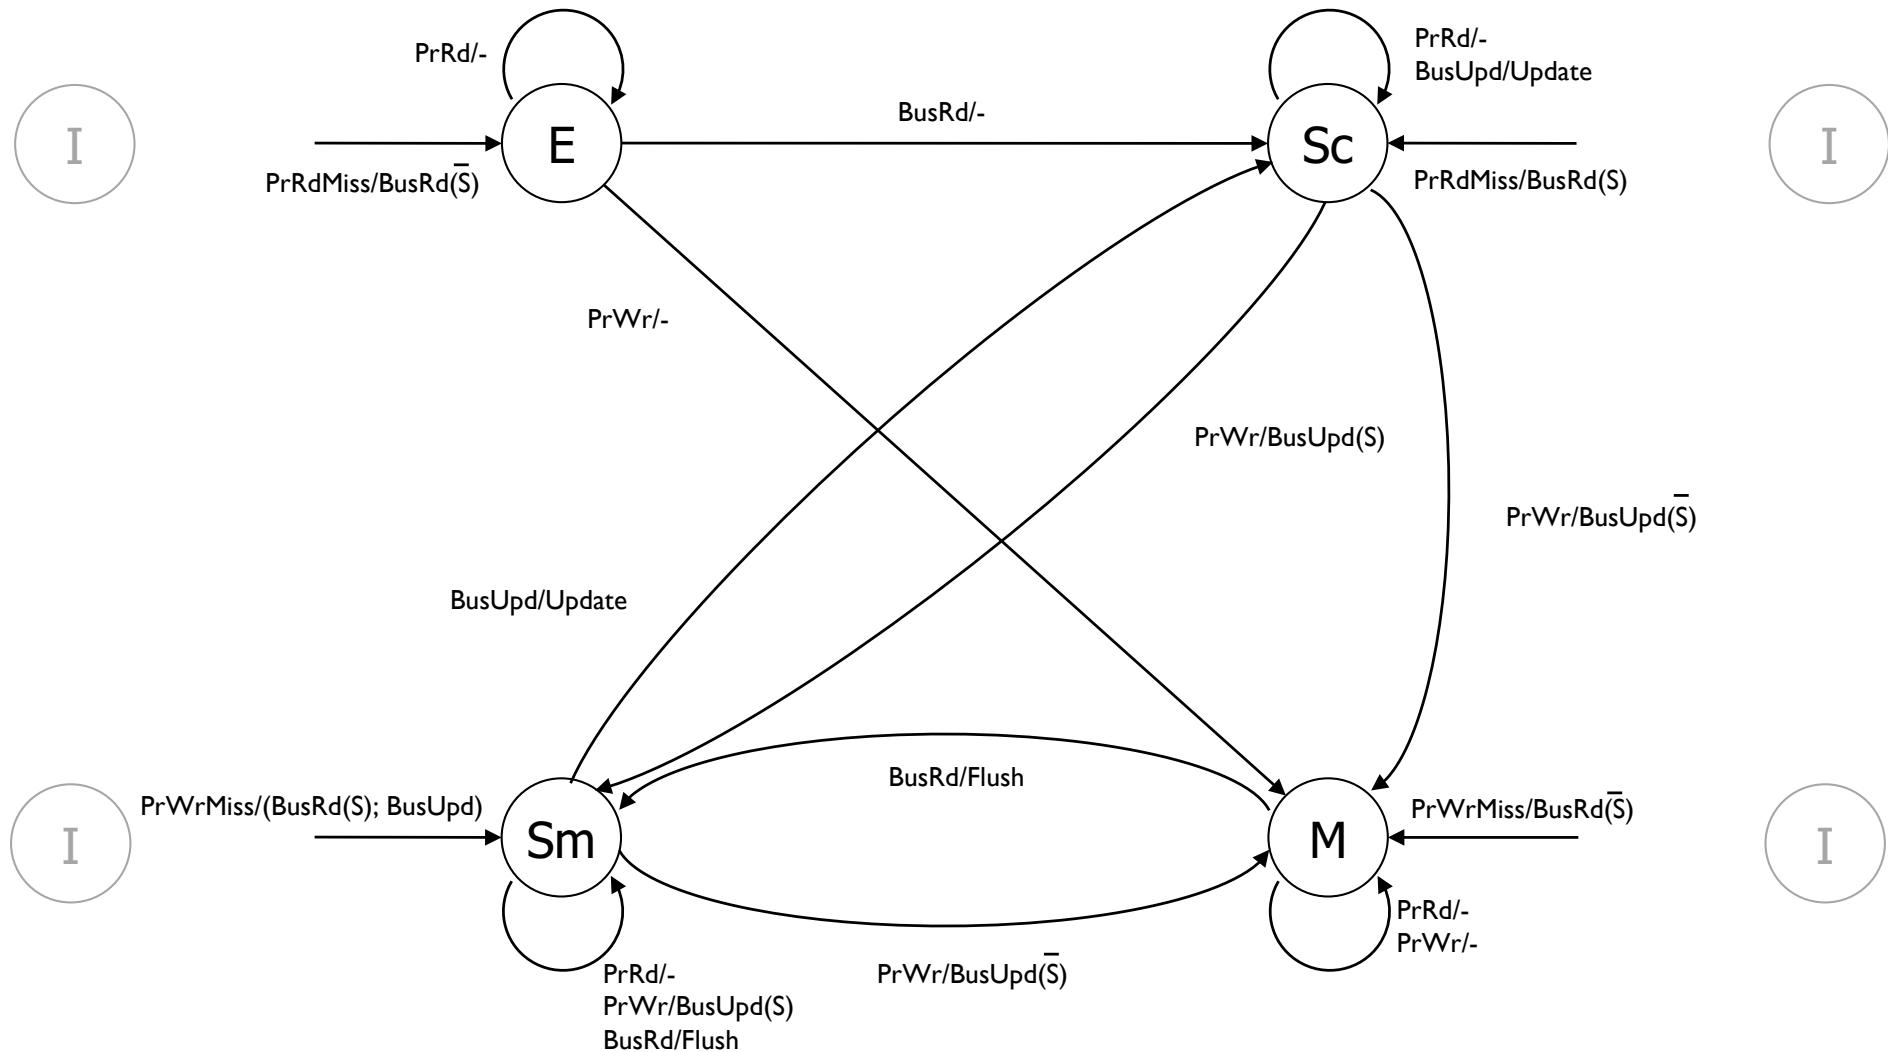 PrRd/-
PrRd/-
BusUpd/Update
I
E
BusRd/-
Sc
I
PrRdMiss/BusRd(S̅)
PrRdMiss/BusRd(S)
PrWr/-
PrWr/BusUpd(S)
PrWr/BusUpd(S̅)
BusUpd/Update
BusRd/Flush
I
PrWrMiss/(BusRd(S); BusUpd)
Sm
M
PrWrMiss/BusRd(S̅)
I
PrRd/-
PrWr/-
PrWr/BusUpd(S̅)
PrRd/-
PrWr/BusUpd(S)
BusRd/Flush